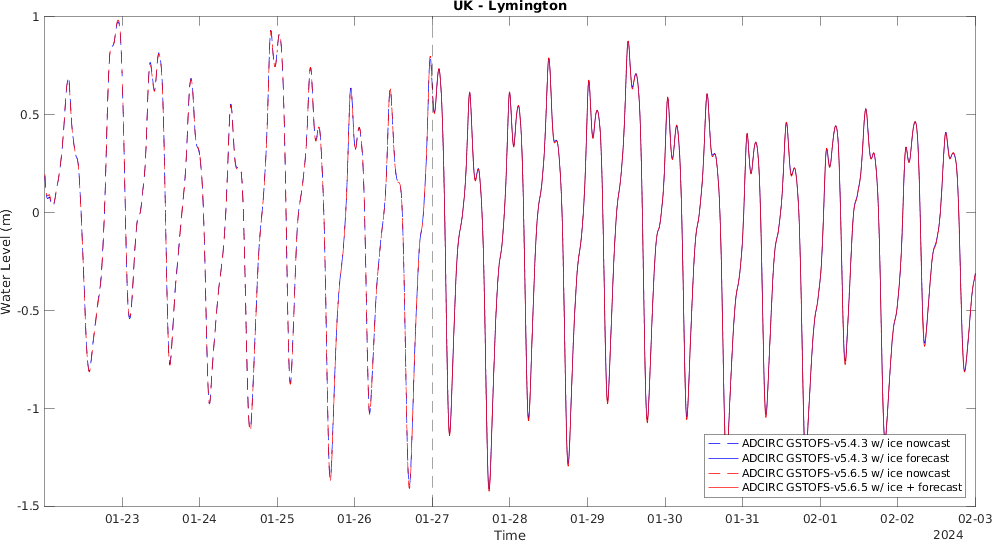 UK - Lymington
1
0.5
0
-0.5
-1
-1.5
Water Level (m)
ADCIRC GSTOFS-v5.4.3 w/ ice nowcast
ADCIRC GSTOFS-v5.4.3 w/ ice forecast
ADCIRC GSTOFS-v5.6.5 w/ ice nowcast
ADCIRC GSTOFS-v5.6.5 w/ ice + forecast
01-23 01-24 01-25 01-26 01-27 01-28 01-29 01-30 01-31 02-01 02-02 02-03
Time
2024